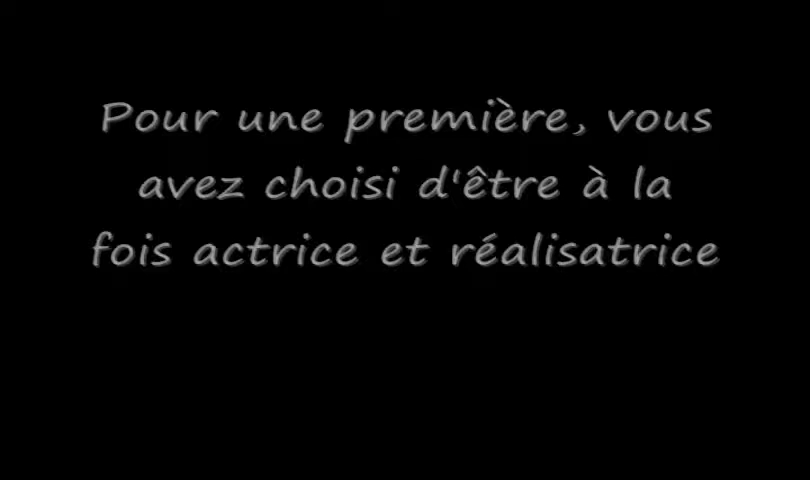 Pour une première, vous
avez choisi d'être à la
fois actrice et réalisatrice